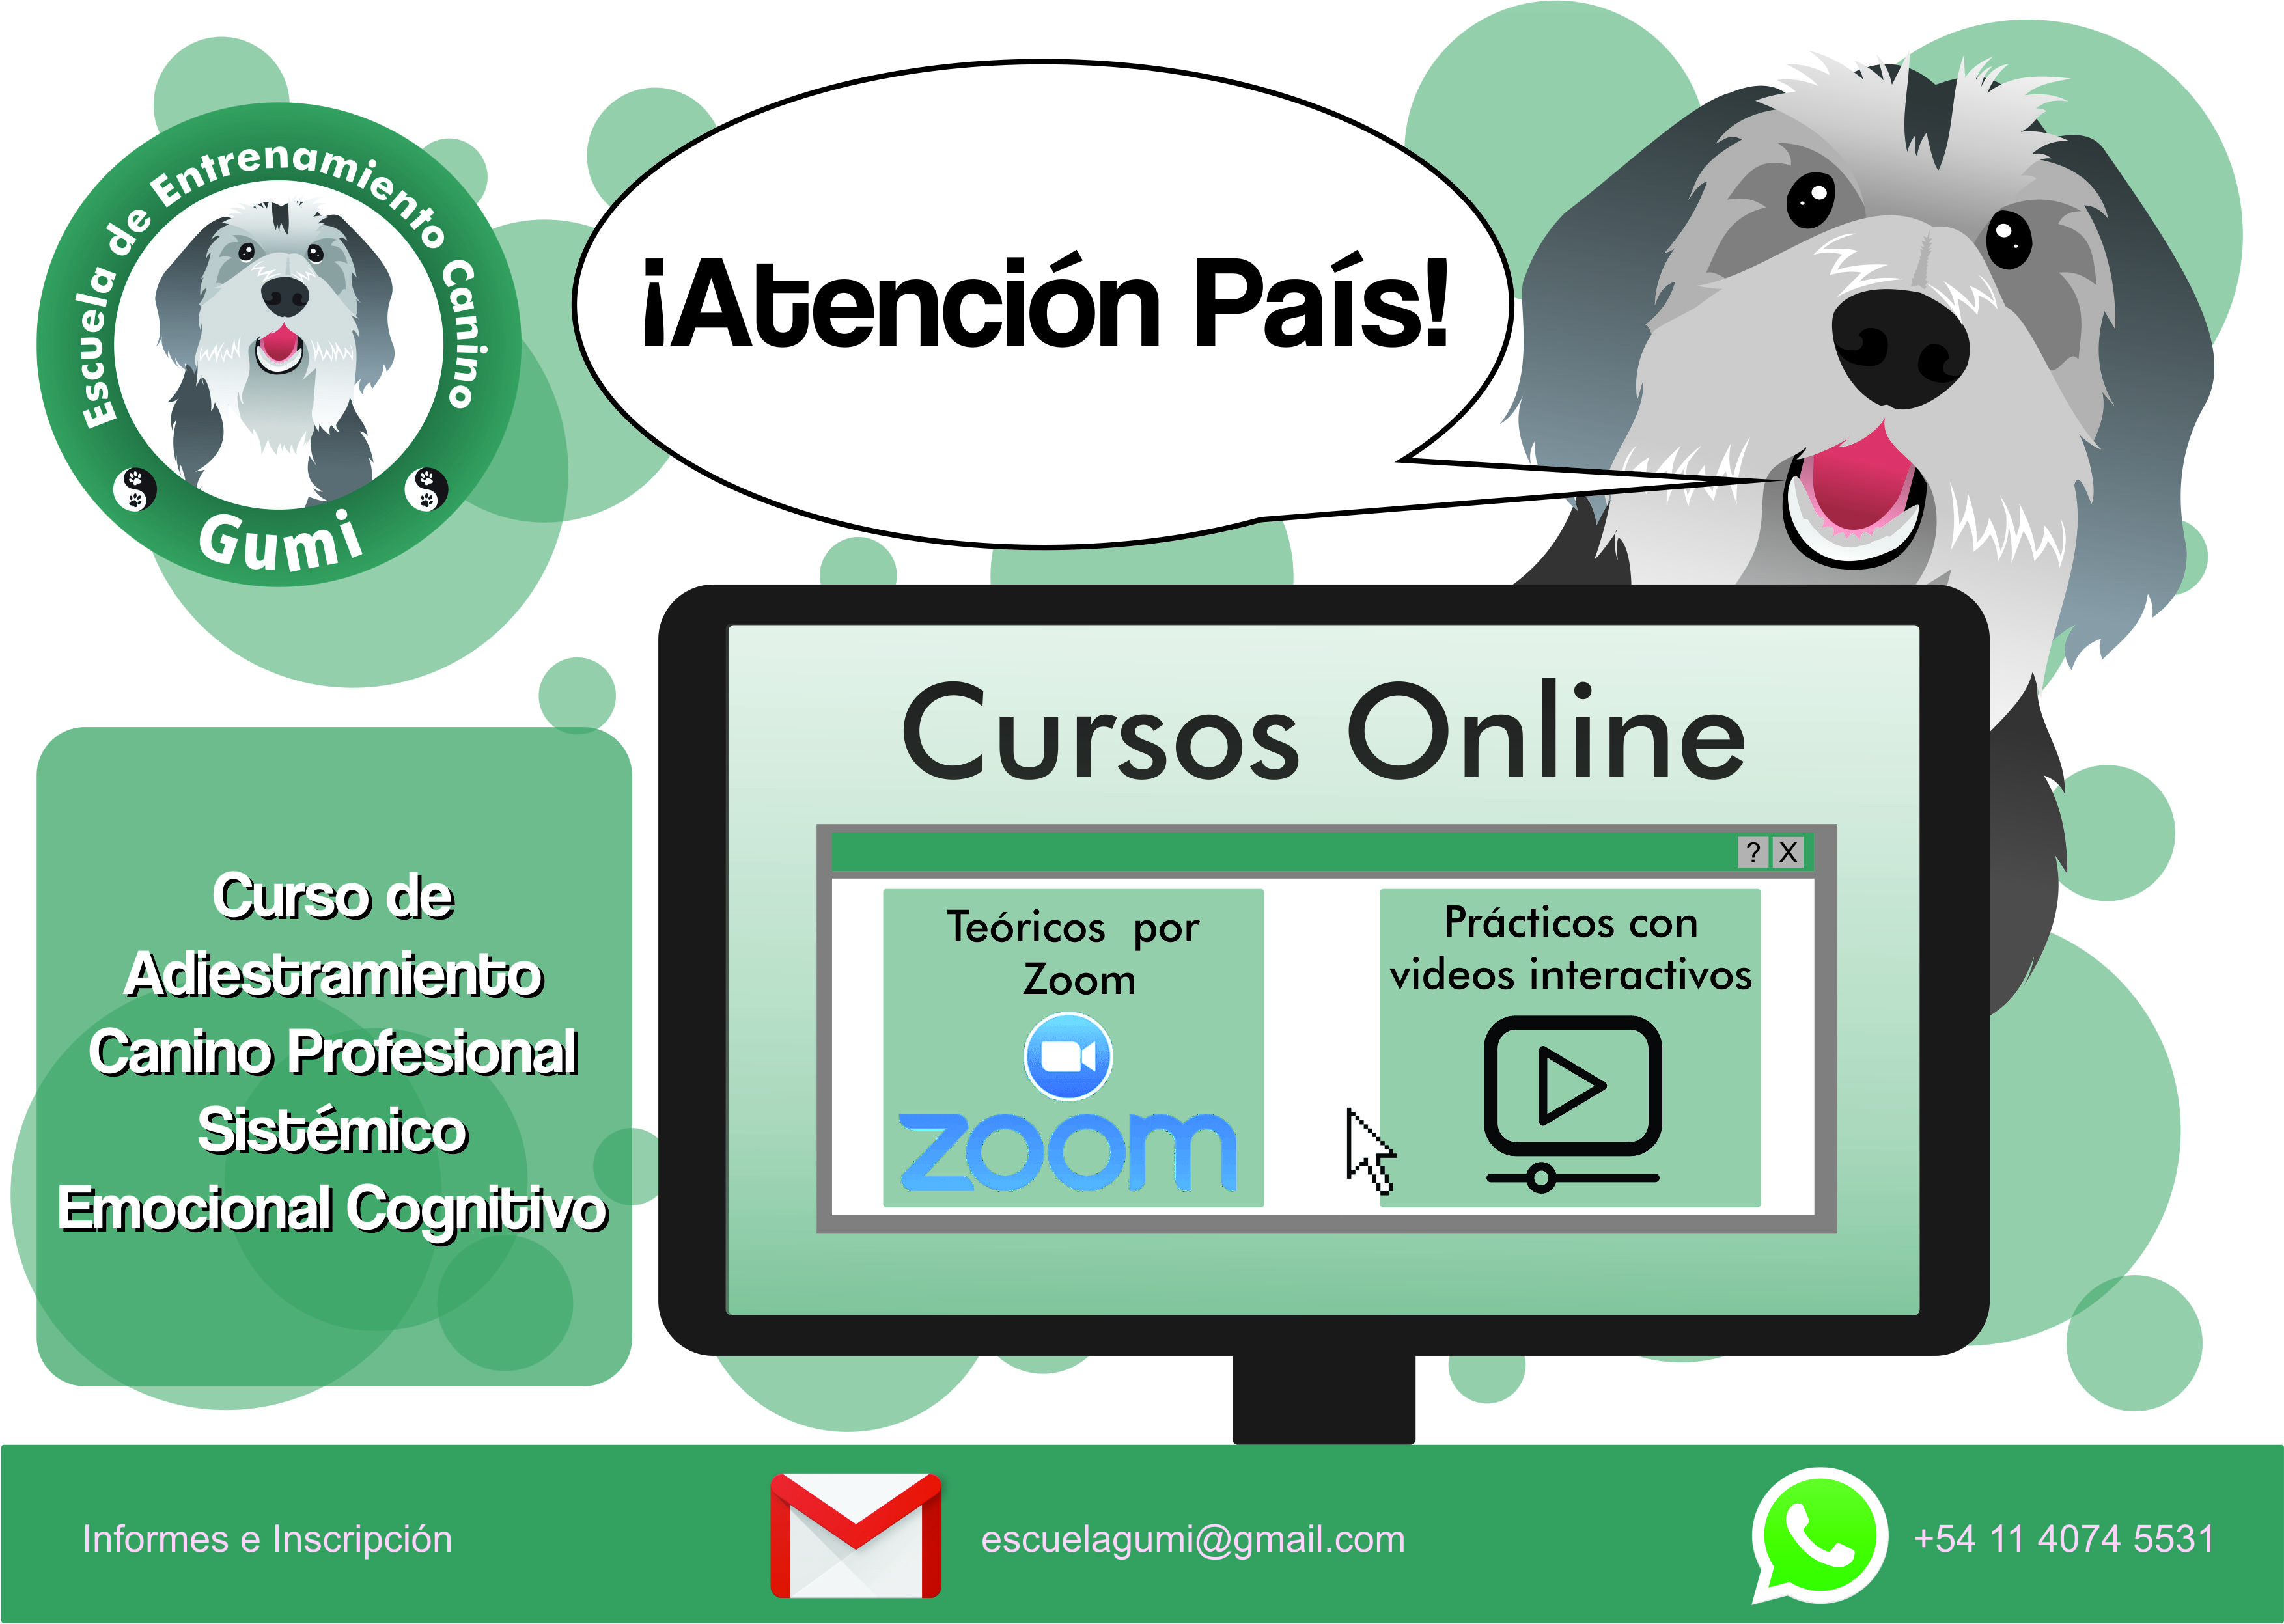 Escuela de Entrenamiento Canino
Gumi
¡Atención País!
Cursos Online
? X
Teóricos por
Zoom
zoom
Prácticos con
videos interactivos
Curso de
Adiestramiento
Canino Profesional
Sistémico
Emocional Cognitivo
Informes e Inscripción
escuelagumi@gmail.com
+54 11 4074 5531